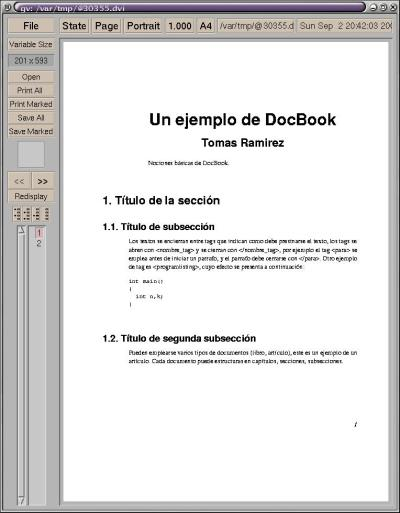 gv: /var/tmp/@30355.dvi
File State Page Portrait 1.000 A4 /var/tmp/@30355.d Sun Sep 2 20:42:03 200
Variable Size
201 x 593
Open
Print All
Print Marked
Save All
Save Marked
<< >>
Redisplay
1
2
Un ejemplo de DocBook
Tomas Ramirez
Nociones básicas de DocBook.
1. Título de la sección
1.1. Título de subsección
Los textos se encierran entre tags que indican como debe presntarse el texto, los tags se
abren con <nombre_tag> y se cierran con </nombre_tag>, por ejemplo el tag <para> se
emplea antes de iniciar un parrafo, y el parrafo debe cerrarse con </para>. Otro ejemplo
de tag es <programlisting>, cuyo efecto se presenta a continuación:
int main()
{
int n,k;
}
1.2. Título de segunda subsección
Pueden emplearse varios tipos de documentos (libro, artículo), este es un ejemplo de un
artículo. Cada documento puede estructurase en capítulos, secciones, subsecciones.
1